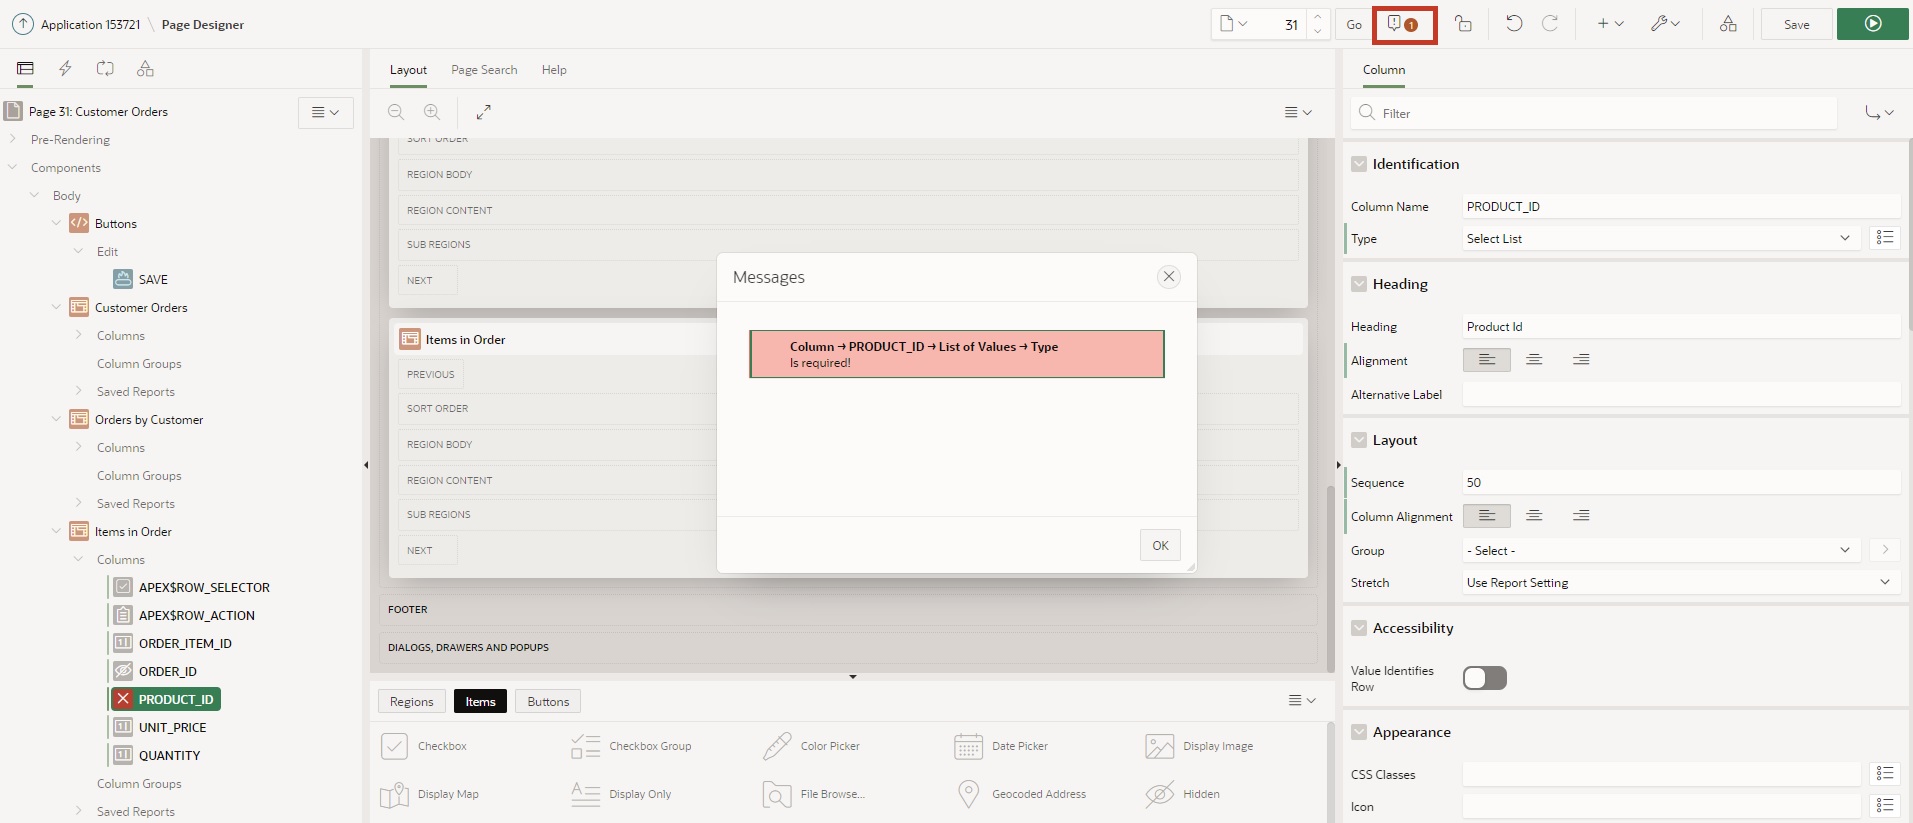 Application 153721 \ Page Designer
31
Go
1
Save
Layout
Page Search
Help
Column
Page 31: Customer Orders
Pre-Rendering
Components
Body
Buttons
Edit
SAVE
Customer Orders
Columns
Column Groups
Saved Reports
Orders by Customer
Columns
Column Groups
Saved Reports
Items in Order
Columns
APEX$ROW_SELECTOR
APEX$ROW_ACTION
ORDER_ITEM_ID
ORDER_ID
PRODUCT_ID
UNIT_PRICE
QUANTITY
Column Groups
Saved Reports
SORT ORDER
REGION BODY
REGION CONTENT
SUB REGIONS
NEXT
Items in Order
PREVIOUS
SORT ORDER
REGION BODY
REGION CONTENT
SUB REGIONS
NEXT
FOOTER
DIALOGS, DRAWERS AND POPUPS
Messages
Column → PRODUCT_ID → List of Values → Type
Is required!
OK
Regions
Items
Buttons
Checkbox
Checkbox Group
Color Picker
Date Picker
Display Image
Display Map
Display Only
File Browse...
Geocoded Address
Hidden
Filter
Identification
Column Name
PRODUCT_ID
Type
Select List
Heading
Heading
Product Id
Alignment
Alternative Label
Layout
Sequence
50
Column Alignment
Group
- Select -
Stretch
Use Report Setting
Accessibility
Value Identifies
Row
Appearance
CSS Classes
Icon